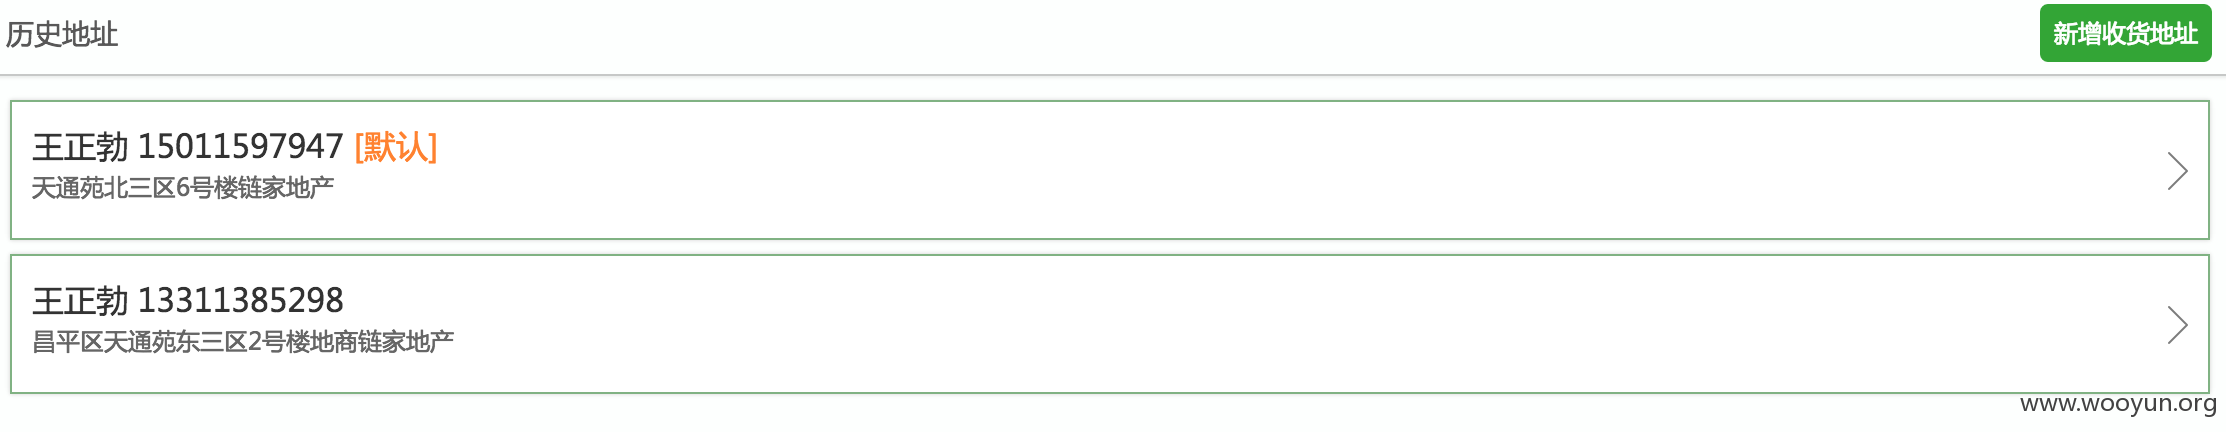 历史地址
新增收货地址
王正勃 15011597947 [默认]
天通苑北三区6号楼链家地产
王正勃 13311385298
昌平区天通苑东三区2号楼地商链家地产
www.wooyun.org